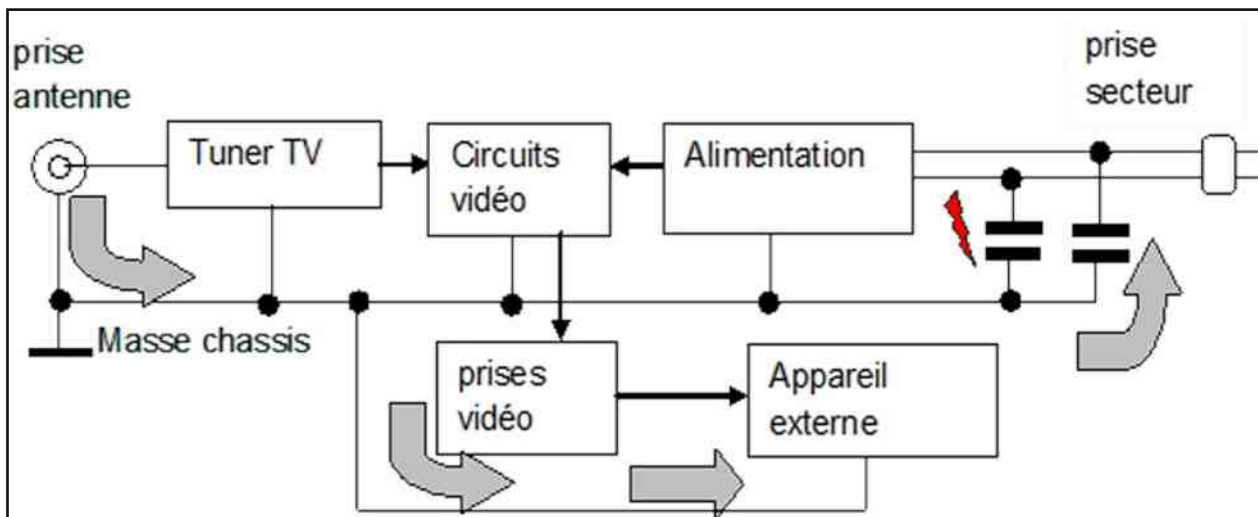 prise
antenne
prise
secteur
Tuner TV
Circuits
vidéo
Alimentation
Masse chassis
prises
vidéo
Appareil
externe